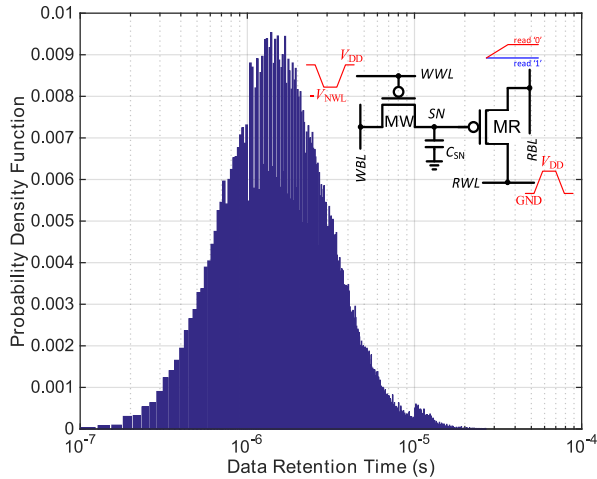 0.01
0.009
0.008
0.007
0.006
0.005
0.004
0.003
0.002
0.001
0
Probability Density Function
10^-7
10^-6
10^-5
10^-4
Data Retention Time (s)
V_DD
-V_NWL
WWL
MW
SN
C_SN
WBL
read '0'
read '1'
MR
RBL
RWL
V_DD
GND